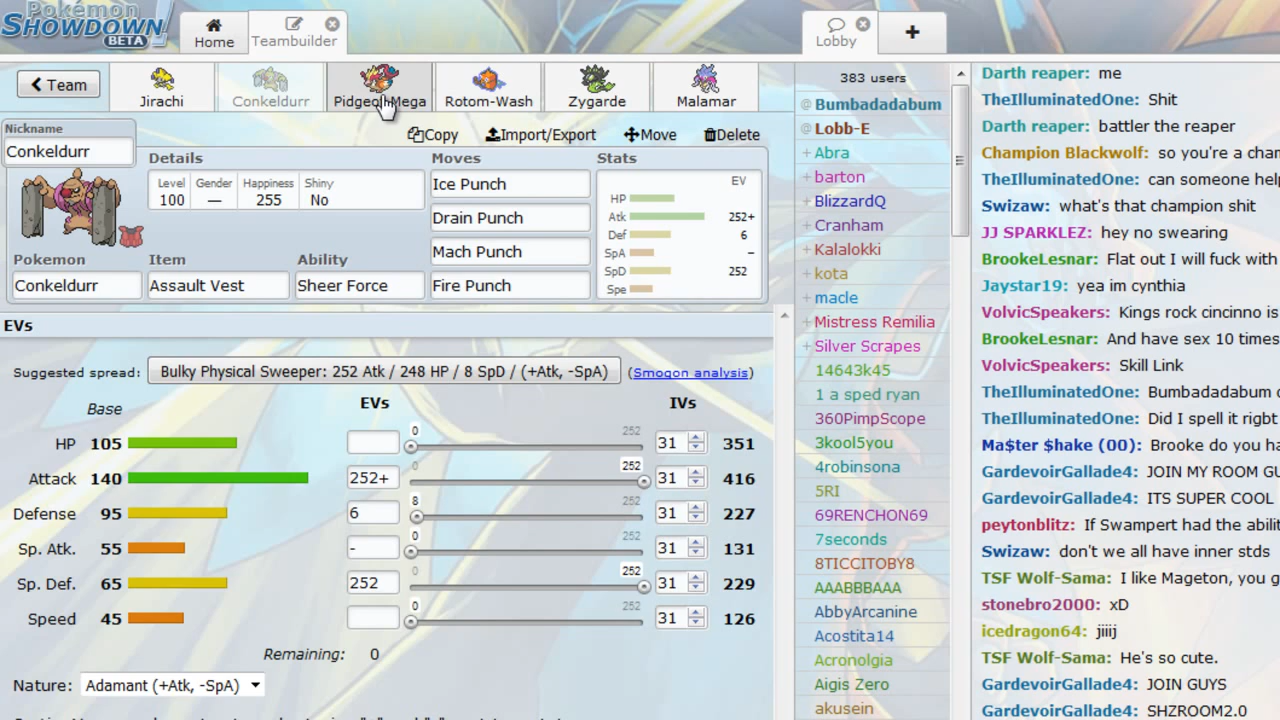 Pokémon
SHOWDOWN!
BETA
Home
Teambuilder
Lobby
+
Team
Jirachi
Conkeldurr
Rotom-Wash
Zygarde
Malamar
Nickname
Conkeldurr
Copy
Import/Export
Move
Delete
Details
Moves
Stats
Level
Gender
Happiness
Shiny
100
—
255
No
Ice Punch
Drain Punch
Mach Punch
Fire Punch
EV
HP
Atk 252+
Def 6
SpA –
SpD 252
Spe
Pokemon
Item
Ability
Conkeldurr
Assault Vest
Sheer Force
EVs
Suggested spread: Bulky Physical Sweeper: 252 Atk / 248 HP / 8 SpD / (+Atk, -SpA) (Smogon analysis)
Base EVs IVs
HP 105 0 252 31 351
Attack 140 252+ 0 252 31 416
Defense 95 6 8 252 31 227
Sp. Atk. 55 - 0 252 31 131
Sp. Def. 65 252 0 252 31 229
Speed 45 0 252 31 126
Remaining: 0
Nature: Adamant (+Atk, -SpA)
383 users
@ Bumbadadabum
@ Lobb-E
+ Abra
+ barton
+ BlizzardQ
+ Cranham
+ Kalalokki
+ kota
+ macle
+ Mistress Remilia
+ Silver Scrapes
14643k45
1 a sped ryan
360PimpScope
3kool5you
4robinsona
5RI
69RENCHON69
7seconds
8TICCITOBY8
AAABBBAAA
AbbyArcanine
Acostita14
Acronolgia
Aigis Zero
akusein
Darth reaper: me
TheIlluminatedOne: Shit
Darth reaper: battler the reaper
Champion Blackwolf: so you're a cham
TheIlluminatedOne: can someone help
Swizaw: what's that champion shit
JJ SPARKLEZ: hey no swearing
BrookeLesnar: Flat out I will fuck with
Jaystar19: yea im cynthia
VolvicSpeakers: Kings rock cincinno is
BrookeLesnar: And have sex 10 times
VolvicSpeakers: Skill Link
TheIlluminatedOne: Bumbadadabum
TheIlluminatedOne: Did I spell it rigbt
Ma$ter $hake (00): Brooke do you ha
GardevoirGallade4: JOIN MY ROOM GU
GardevoirGallade4: ITS SUPER COOL
peytonblitz: If Swampert had the abilit
Swizaw: don't we all have inner stds
TSF Wolf-Sama: I like Mageton, you g
stonebro2000: xD
icedragon64: jiiij
TSF Wolf-Sama: He's so cute.
GardevoirGallade4: JOIN GUYS
GardevoirGallade4: SHZROOM2.0